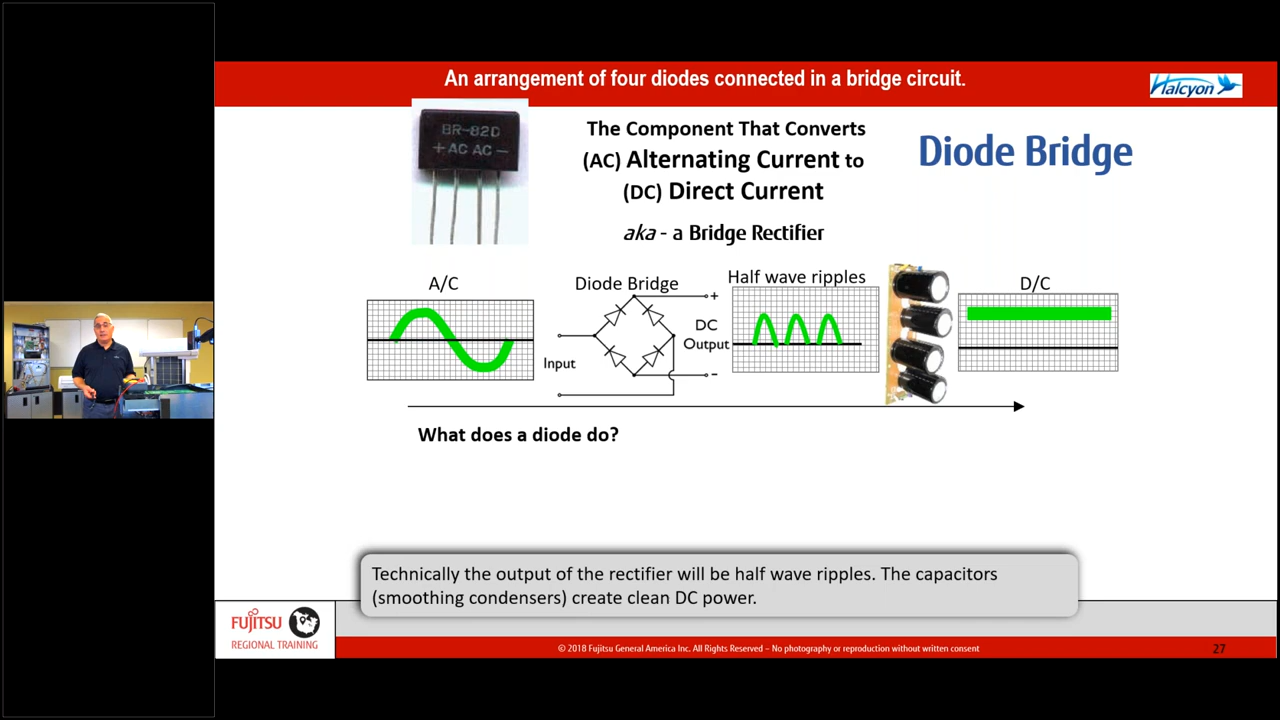 An arrangement of four diodes connected in a bridge circuit.
Halcyon
BR-82D
+ AC AC -
The Component That Converts
(AC) Alternating Current to
(DC) Direct Current
aka - a Bridge Rectifier
Diode Bridge
A/C
Diode Bridge
Half wave ripples
D/C
+
DC
Output
Input
-
What does a diode do?
Technically the output of the rectifier will be half wave ripples. The capacitors
(smoothing condensers) create clean DC power.
FUJITSU
REGIONAL TRAINING
© 2018 Fujitsu General America Inc. All Rights Reserved – No photography or reproduction without written consent
27